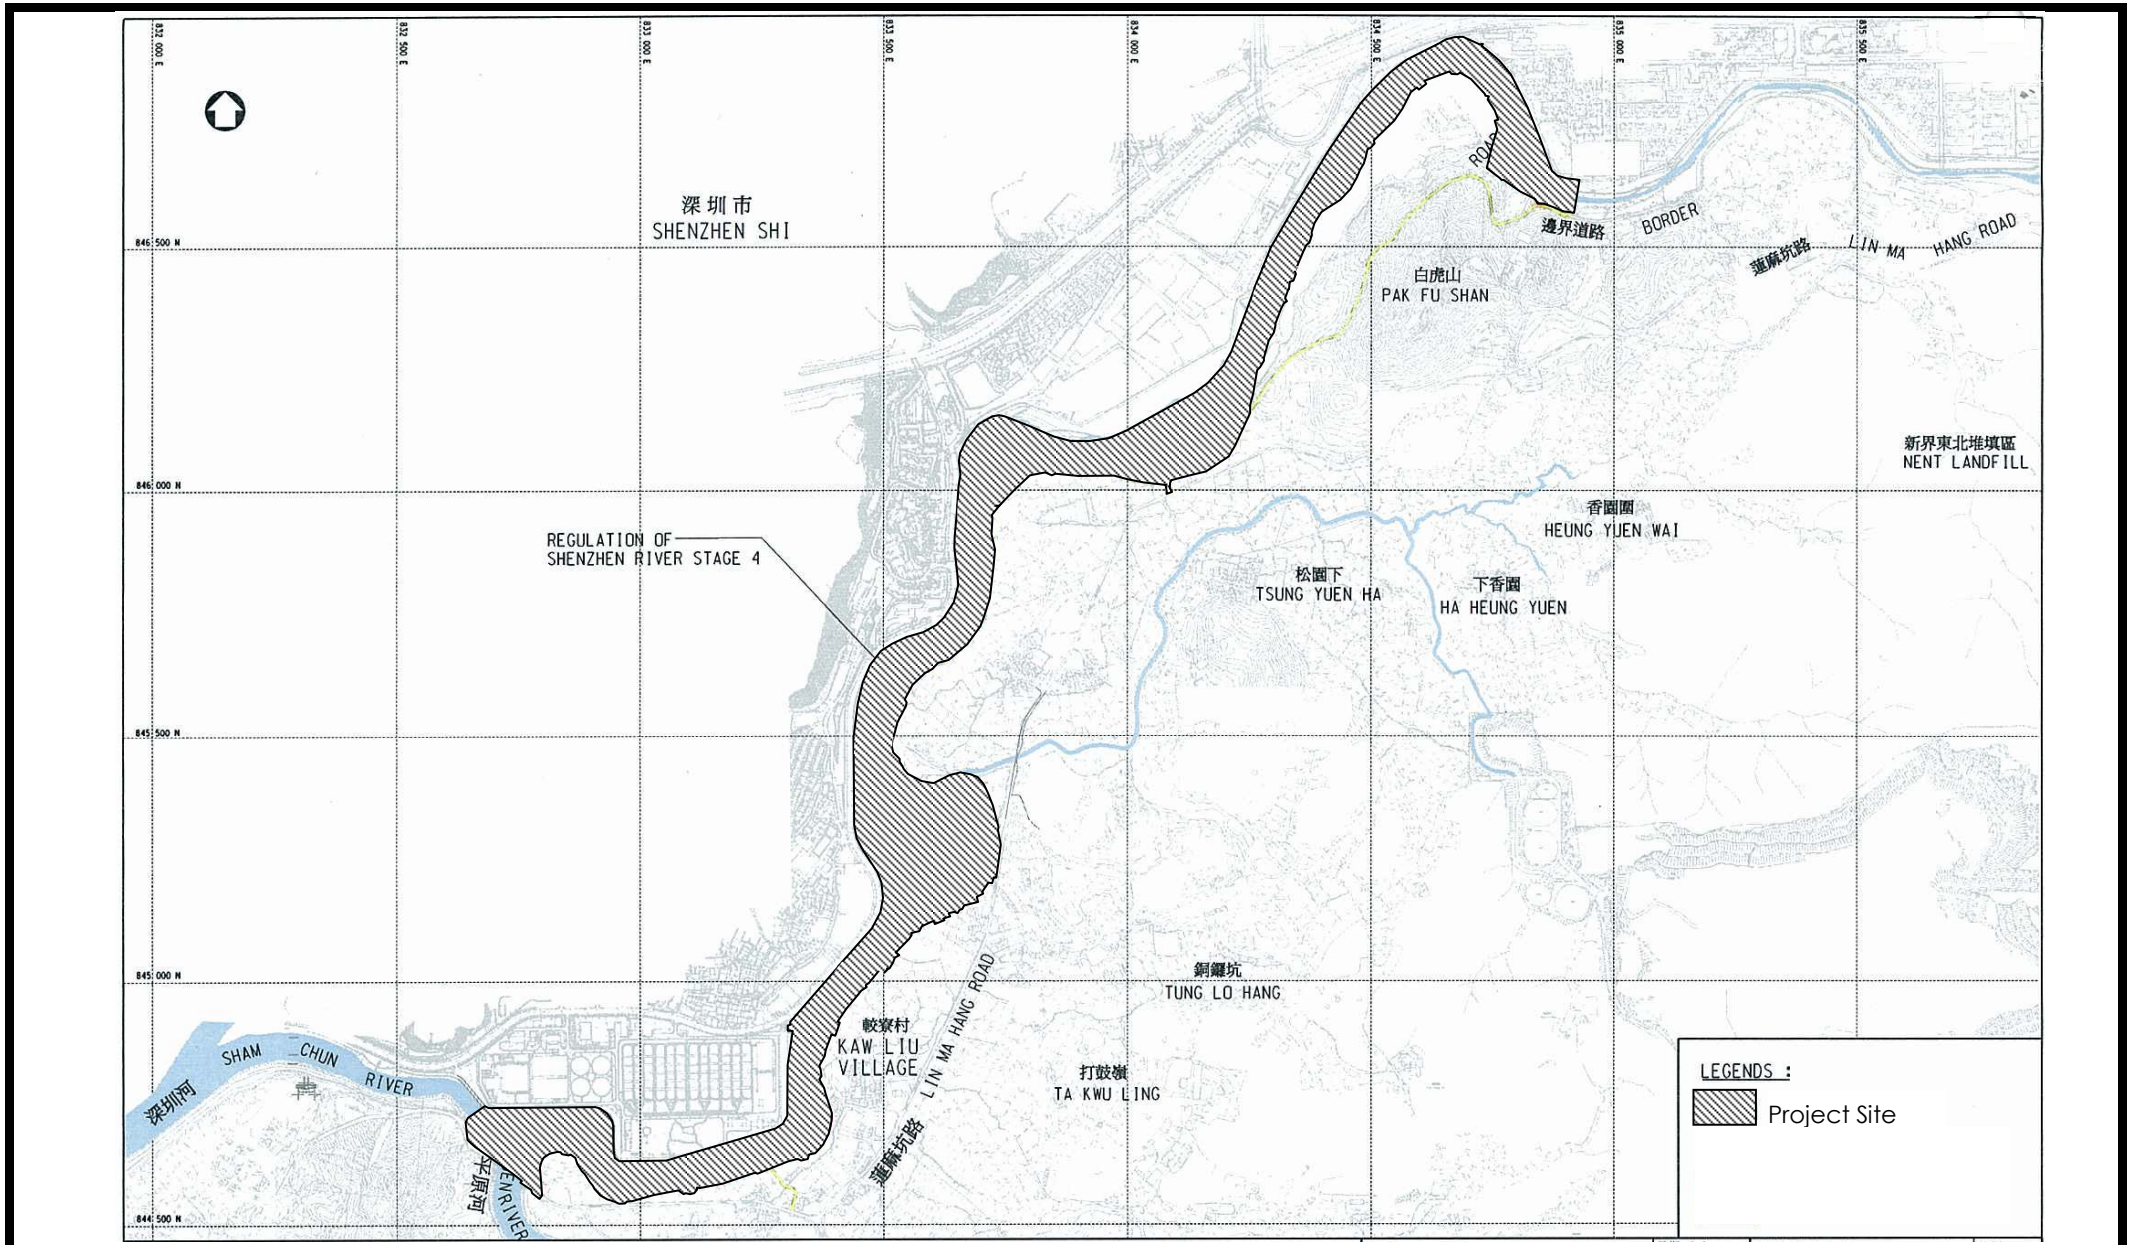 832 000 E
832 500 E
833 000 E
833 500 E
834 000 E
834 500 E
835 000 E
835 500 E
深圳市
SHENZHEN SHI
ROAD
邊界道路
BORDER
蓮麻坑路
LIN MA HANG ROAD
846 500 N
白虎山
PAK FU SHAN
新界東北堆填區
NENT LANDFILL
846 000 N
香園圍
HEUNG YUEN WAI
REGULATION OF
SHENZHEN RIVER STAGE 4
松園下
TSUNG YUEN HA
下香園
HA HEUNG YUEN
845 500 N
845 000 N
銅鑼坑
TUNG LO HANG
較寮村
KAW LIU
VILLAGE
LIN MA HANG ROAD
蓮麻坑路
打鼓嶺
TA KWU LING
SHAM CHUN RIVER
深圳河
平原河
ENRIVER
844 500 N
LEGENDS :
Project Site